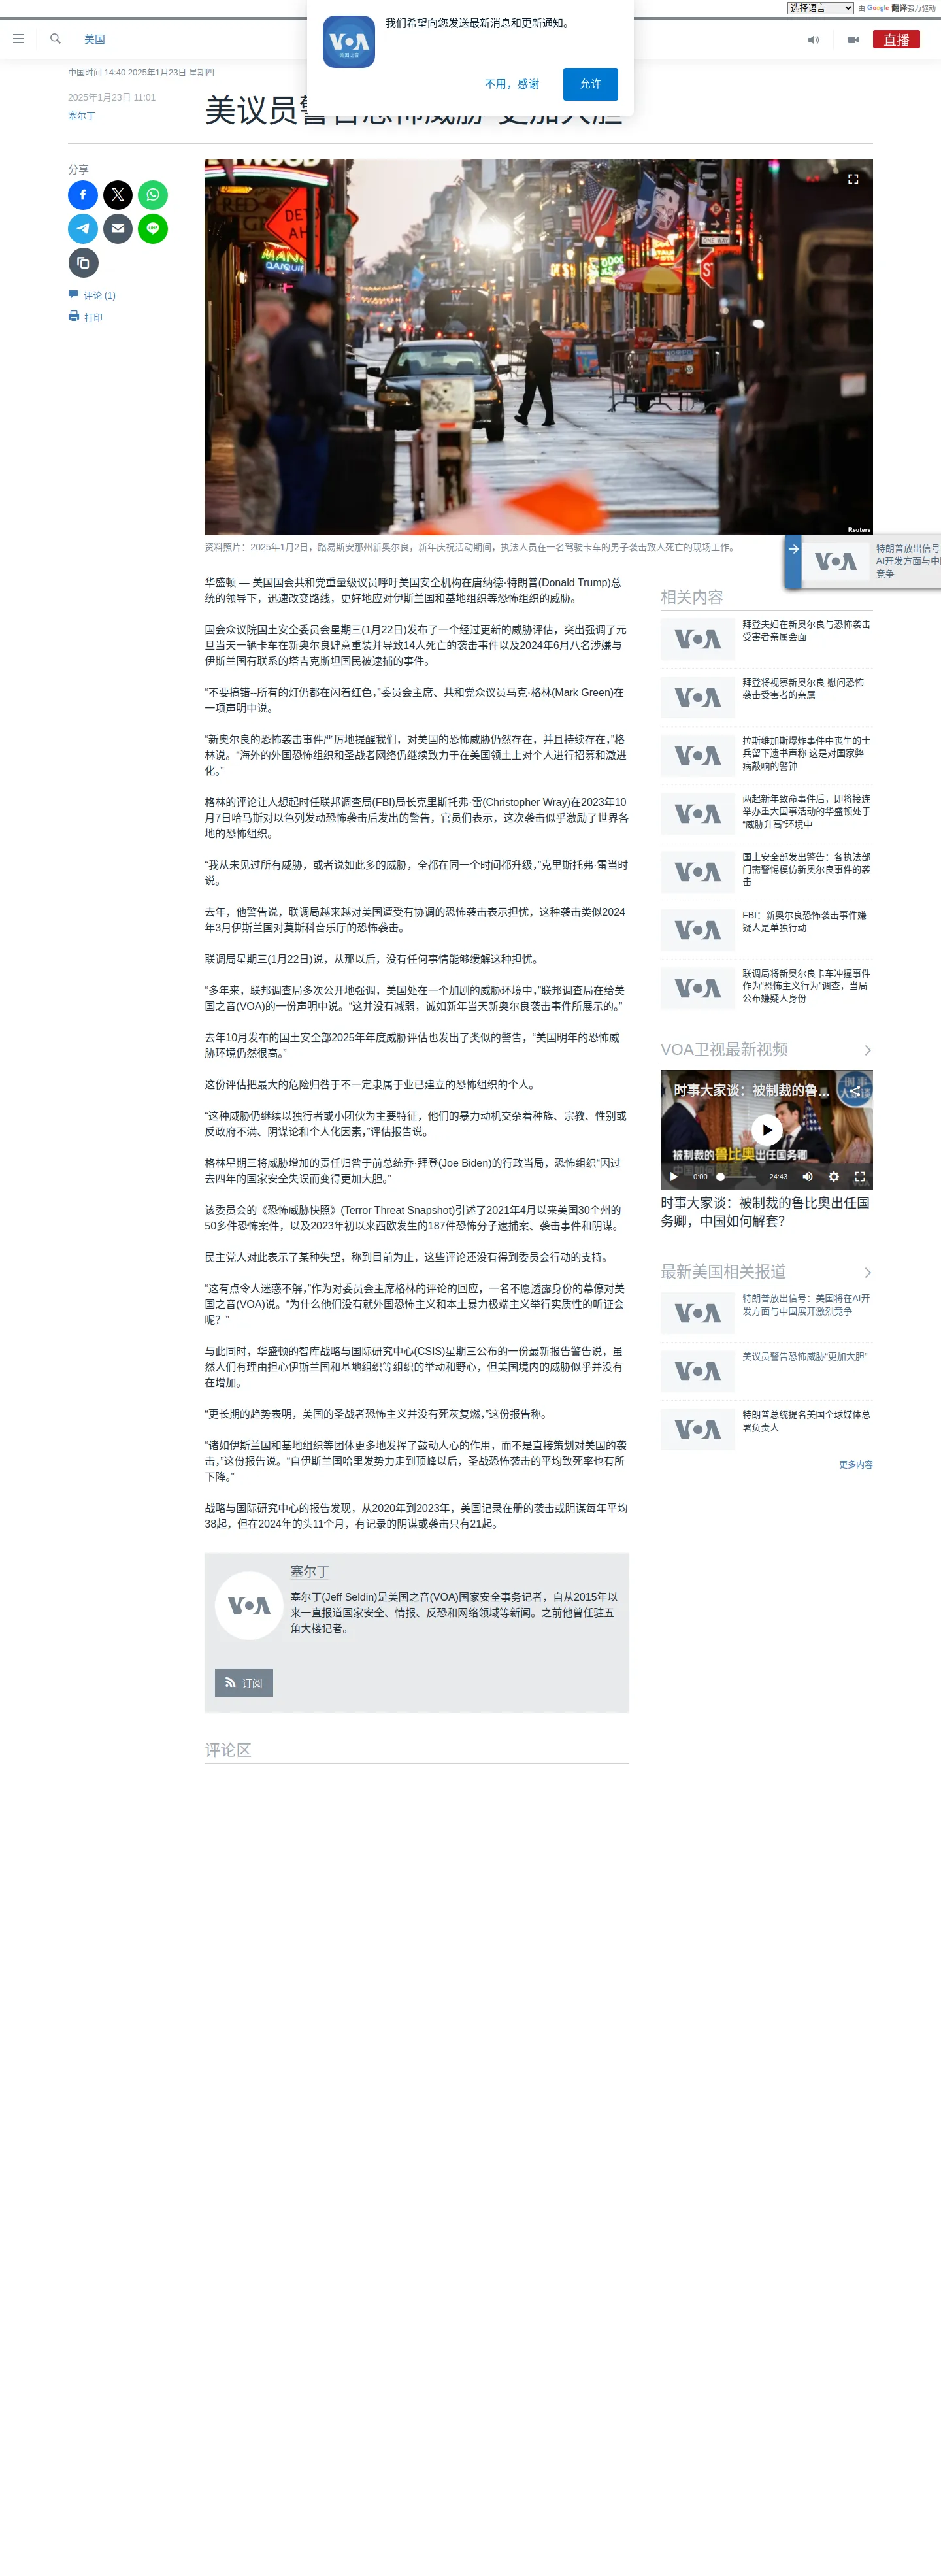 选择语言
由 Google 翻译强力驱动
我们希望向您发送最新消息和更新通知。
VOA
不用，感谢
允许
美国
直播
中国时间 14:40 2025年1月23日 星期四
2025年1月23日 11:01
塞尔丁
美议员警告恐怖威胁“更加大胆”
分享
评论 (1)
打印
DETOUR
AHEAD
ONE WAY
Reuters
资料照片：2025年1月2日，路易斯安那州新奥尔良，新年庆祝活动期间，执法人员在一名驾驶卡车的男子袭击致人死亡的现场工作。
VOA
特朗普放出信号
AI开发方面与中国
竞争
华盛顿 — 美国国会共和党重量级议员呼吁美国安全机构在唐纳德·特朗普(Donald Trump)总
统的领导下，迅速改变路线，更好地应对伊斯兰国和基地组织等恐怖组织的威胁。
国会众议院国土安全委员会星期三(1月22日)发布了一个经过更新的威胁评估，突出强调了元
旦当天一辆卡车在新奥尔良肆意重装并导致14人死亡的袭击事件以及2024年6月八名涉嫌与
伊斯兰国有联系的塔吉克斯坦国民被逮捕的事件。
“不要搞错--所有的灯仍都在闪着红色，”委员会主席、共和党众议员马克·格林(Mark Green)在
一项声明中说。
“新奥尔良的恐怖袭击事件严厉地提醒我们，对美国的恐怖威胁仍然存在，并且持续存在，”格
林说。“海外的外国恐怖组织和圣战者网络仍继续致力于在美国领土上对个人进行招募和激进
化。”
格林的评论让人想起时任联邦调查局(FBI)局长克里斯托弗·雷(Christopher Wray)在2023年10
月7日哈马斯对以色列发动恐怖袭击后发出的警告，官员们表示，这次袭击似乎激励了世界各
地的恐怖组织。
“我从未见过所有威胁，或者说如此多的威胁，全都在同一个时间都升级，”克里斯托弗·雷当时
说。
去年，他警告说，联调局越来越对美国遭受有协调的恐怖袭击表示担忧，这种袭击类似2024
年3月伊斯兰国对莫斯科音乐厅的恐怖袭击。
联调局星期三(1月22日)说，从那以后，没有任何事情能够缓解这种担忧。
“多年来，联邦调查局多次公开地强调，美国处在一个加剧的威胁环境中，”联邦调查局在给美
国之音(VOA)的一份声明中说。“这并没有减弱，诚如新年当天新奥尔良袭击事件所展示的。”
去年10月发布的国土安全部2025年年度威胁评估也发出了类似的警告，“美国明年的恐怖威
胁环境仍然很高。”
这份评估把最大的危险归咎于不一定隶属于业已建立的恐怖组织的个人。
“这种威胁仍继续以独行者或小团伙为主要特征，他们的暴力动机交杂着种族、宗教、性别或
反政府不满、阴谋论和个人化因素，”评估报告说。
格林星期三将威胁增加的责任归咎于前总统乔·拜登(Joe Biden)的行政当局，恐怖组织“因过
去四年的国家安全失误而变得更加大胆。”
该委员会的《恐怖威胁快照》(Terror Threat Snapshot)引述了2021年4月以来美国30个州的
50多件恐怖案件，以及2023年初以来西欧发生的187件恐怖分子逮捕案、袭击事件和阴谋。
民主党人对此表示了某种失望，称到目前为止，这些评论还没有得到委员会行动的支持。
“这有点令人迷惑不解，”作为对委员会主席格林的评论的回应，一名不愿透露身份的幕僚对美
国之音(VOA)说。“为什么他们没有就外国恐怖主义和本土暴力极端主义举行实质性的听证会
呢？”
与此同时，华盛顿的智库战略与国际研究中心(CSIS)星期三公布的一份最新报告警告说，虽
然人们有理由担心伊斯兰国和基地组织等组织的举动和野心，但美国境内的威胁似乎并没有
在增加。
“更长期的趋势表明，美国的圣战者恐怖主义并没有死灰复燃，”这份报告称。
“诸如伊斯兰国和基地组织等团体更多地发挥了鼓动人心的作用，而不是直接策划对美国的袭
击，”这份报告说。“自伊斯兰国哈里发势力走到顶峰以后，圣战恐怖袭击的平均致死率也有所
下降。”
战略与国际研究中心的报告发现，从2020年到2023年，美国记录在册的袭击或阴谋每年平均
38起，但在2024年的头11个月，有记录的阴谋或袭击只有21起。
VOA
塞尔丁
塞尔丁(Jeff Seldin)是美国之音(VOA)国家安全事务记者，自从2015年以
来一直报道国家安全、情报、反恐和网络领域等新闻。之前他曾任驻五
角大楼记者。
订阅
评论区
相关内容
VOA
拜登夫妇在新奥尔良与恐怖袭击
受害者亲属会面
VOA
拜登将视察新奥尔良 慰问恐怖
袭击受害者的亲属
VOA
拉斯维加斯爆炸事件中丧生的士
兵留下遗书声称 这是对国家弊
病敲响的警钟
VOA
两起新年致命事件后，即将接连
举办重大国事活动的华盛顿处于
“威胁升高”环境中
VOA
国土安全部发出警告：各执法部
门需警惕模仿新奥尔良事件的袭
击
VOA
FBI：新奥尔良恐怖袭击事件嫌
疑人是单独行动
VOA
联调局将新奥尔良卡车冲撞事件
作为“恐怖主义行为”调查，当局
公布嫌疑人身份
VOA卫视最新视频
时事大家谈：被制裁的鲁...
被制裁的鲁比奥出任国务卿
0:00
24:43
时事大家谈：被制裁的鲁比奥出任国
务卿，中国如何解套？
最新美国相关报道
VOA
特朗普放出信号：美国将在AI开
发方面与中国展开激烈竞争
VOA
美议员警告恐怖威胁“更加大胆”
VOA
特朗普总统提名美国全球媒体总
署负责人
更多内容